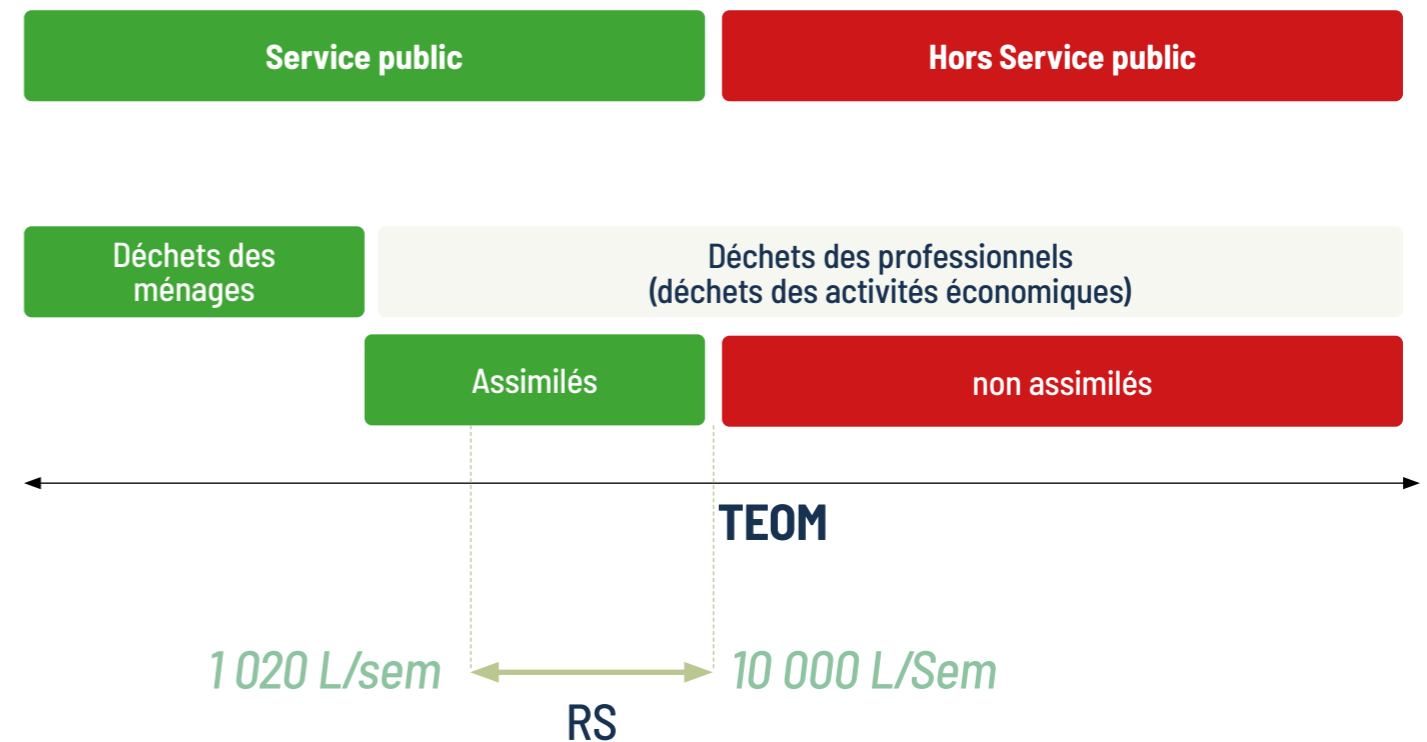 Service public
Hors Service public
Déchets des
ménages
Déchets des professionnels
(déchets des activités économiques)
Assimilés
non assimilés
TEOM
1 020 L/sem
10 000 L/Sem
RS